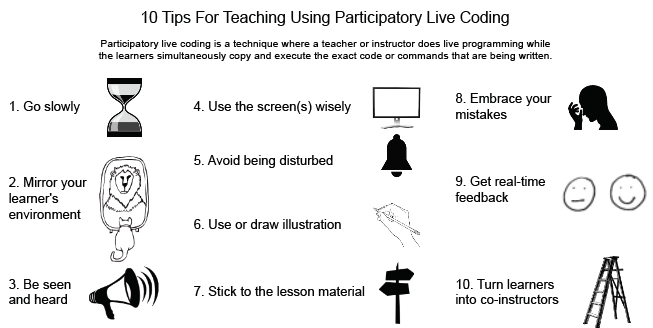 10 Tips For Teaching Using Participatory Live Coding
Participatory live coding is a technique where a teacher or instructor does live programming while
the learners simultaneously copy and execute the exact code or commands that are being written.
1. Go slowly
2. Mirror your
learner's
environment
3. Be seen
and heard
4. Use the screen(s) wisely
5. Avoid being disturbed
6. Use or draw illustration
7. Stick to the lesson material
8. Embrace your
mistakes
9. Get real-time
feedback
10. Turn learners
into co-instructors